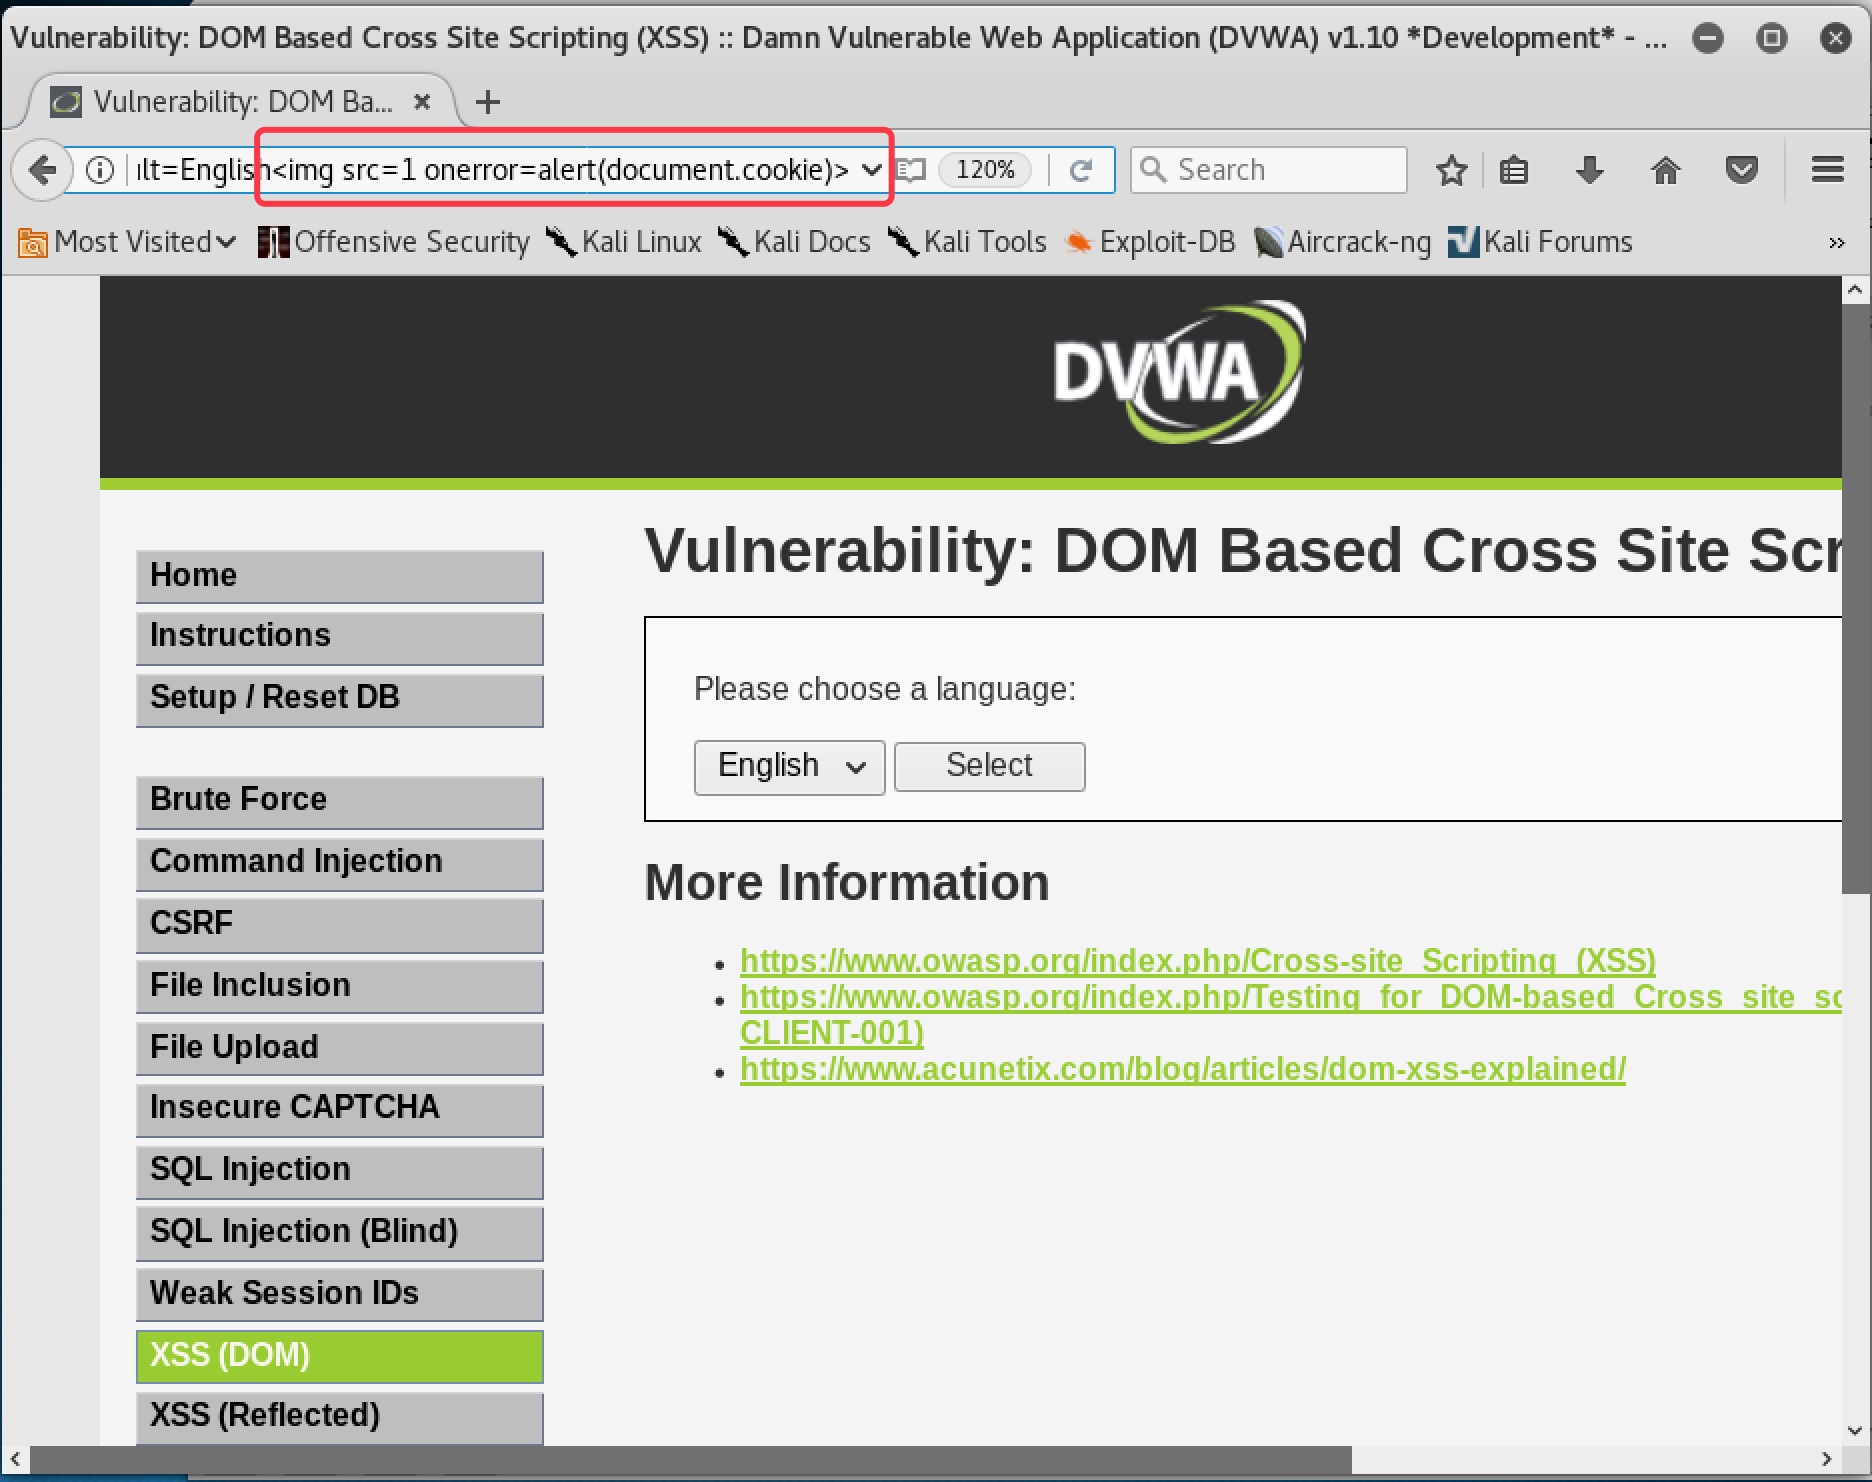 Vulnerability: DOM Based Cross Site Scripting (XSS) :: Damn Vulnerable Web Application (DVWA) v1.10 *Development* - ...
Vulnerability: DOM Ba...
ılt=English<img src=1 onerror=alert(document.cookie)> 120% Search
Most Visited Offensive Security Kali Linux Kali Docs Kali Tools Exploit-DB Aircrack-ng Kali Forums »
DVWA
Vulnerability: DOM Based Cross Site Scr
Home
Instructions
Setup / Reset DB
Please choose a language:
English Select
Brute Force
Command Injection
CSRF
File Inclusion
File Upload
Insecure CAPTCHA
SQL Injection
SQL Injection (Blind)
Weak Session IDs
XSS (DOM)
XSS (Reflected)
More Information
• https://www.owasp.org/index.php/Cross-site_Scripting_(XSS)
• https://www.owasp.org/index.php/Testing_for_DOM-based_Cross_site_sc
CLIENT-001)
• https://www.acunetix.com/blog/articles/dom-xss-explained/